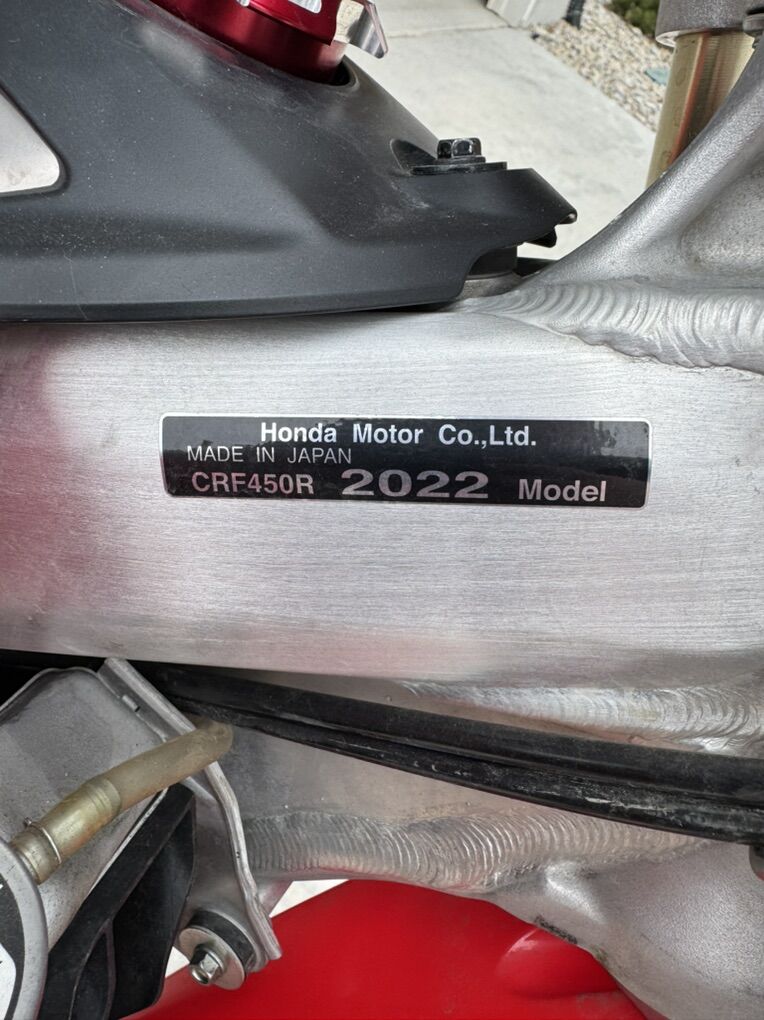 Honda Motor Co.,Ltd.
MADE IN JAPAN
CRF450R 2022 Model